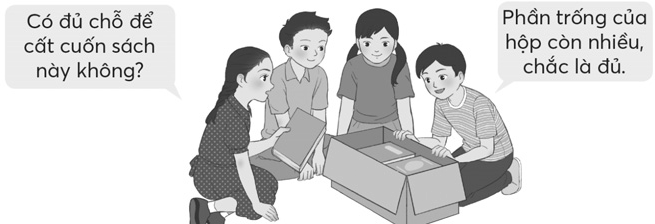 Có đủ chỗ để
cất cuốn sách
này không?
Phần trống của
hộp còn nhiều,
chắc là đủ.